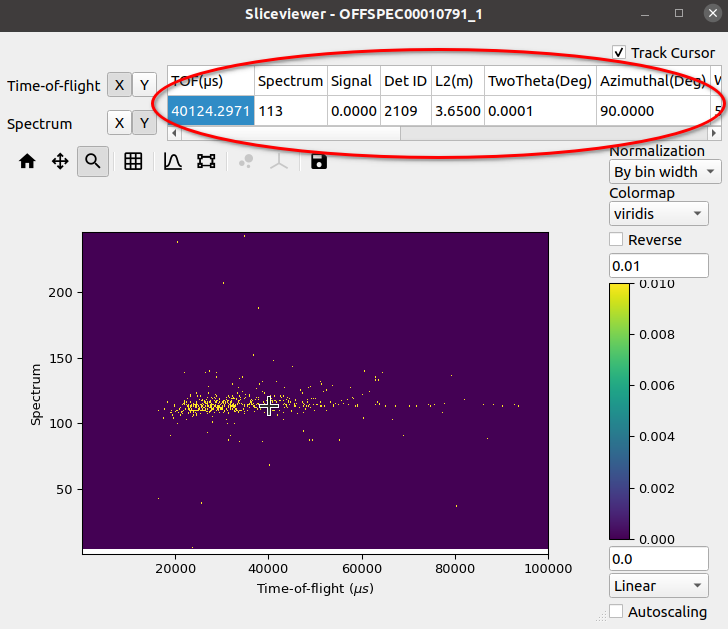 Sliceviewer - OFFSPEC00010791_1
Track Cursor
Time-of-flight X Y
TOF(μs) Spectrum Signal Det ID L2(m) TwoTheta(Deg) Azimuthal(Deg)
40124.2971 113 0.0000 2109 3.6500 0.0001 90.0000
Spectrum X Y
Normalization
By bin width
Colormap
viridis
Reverse
0.01
0.010
0.008
0.006
0.004
0.002
0.000
0.0
Linear
Autoscaling
200
150
100
50
Spectrum
20000 40000 60000 80000 100000
Time-of-flight (μs)